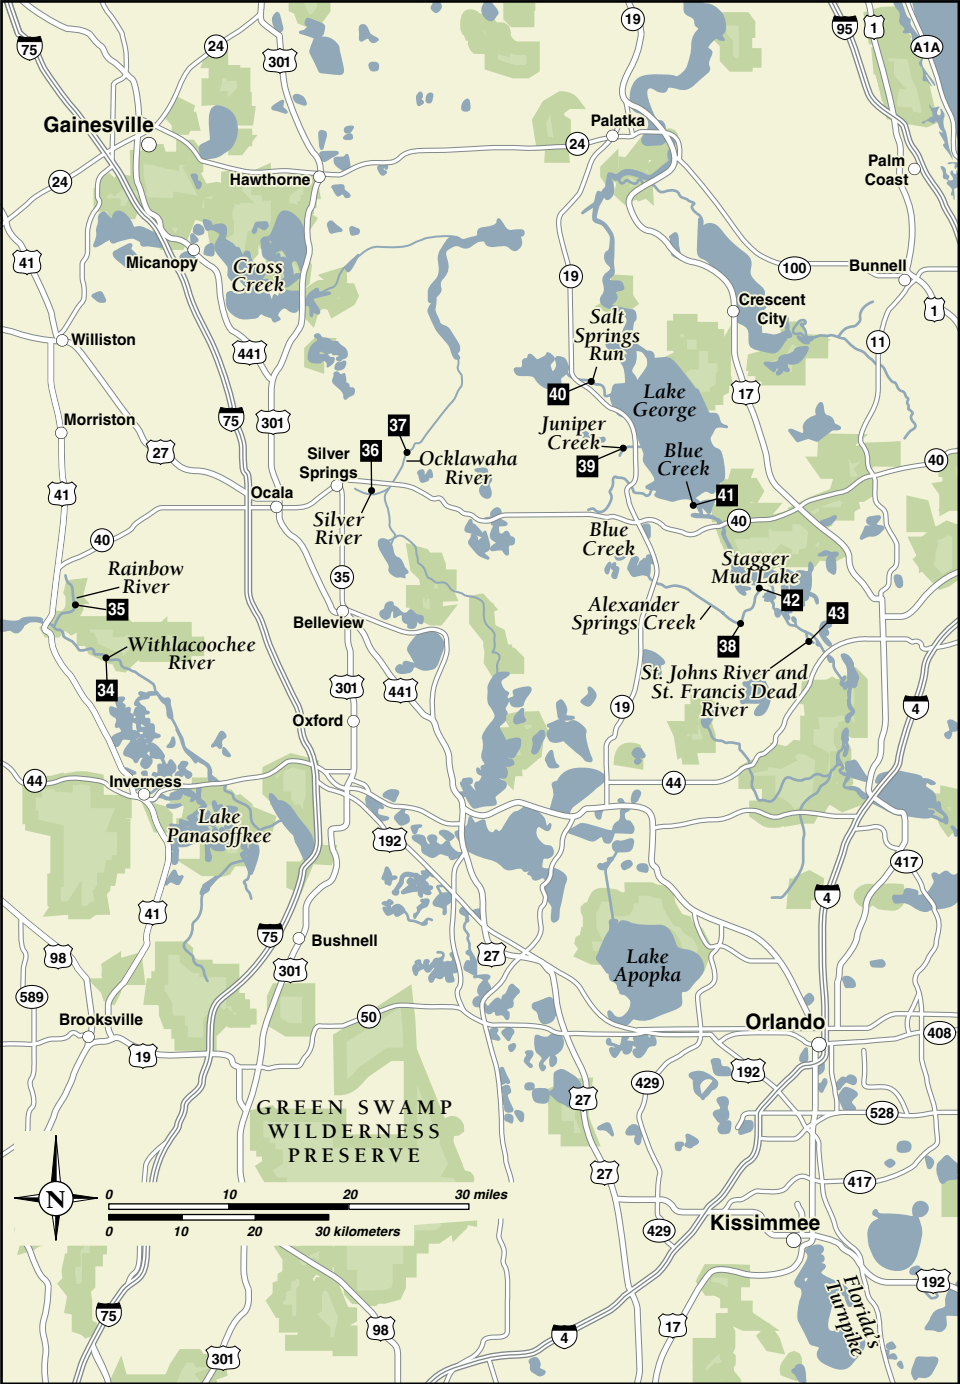 19
95
1
A1A
75
24
301
Gainesville
Palatka
24
Palm
Coast
24
Hawthorne
41
Micanopy
Cross
Creek
19
100
Bunnell
Crescent
City
1
Salt
Springs
Run
Williston
441
11
40
Lake
George
17
Morriston
75
301
37
36
Juniper
Creek
39
27
Silver
Springs
Ocklawaha
River
Blue
Creek
40
41
Ocala
41
Silver
River
40
40
Blue
Creek
Stagger
Mud Lake
42
Rainbow
River
35
35
Alexander
Springs Creek
43
Belleview
38
Withlacoochee
River
34
St. Johns River and
St. Francis Dead
River
301
441
19
4
Oxford
44
Inverness
44
Lake
Panasoffkee
192
417
4
41
75
Bushnell
98
301
27
Lake
Apopka
589
Brooksville
50
Orlando
408
19
192
429
GREEN SWAMP
WILDERNESS
PRESERVE
27
528
27
417
N
0
10
20
30 miles
0
10
20
30 kilometers
429
Kissimmee
192
Florida's
Turnpike
75
98
4
17
301